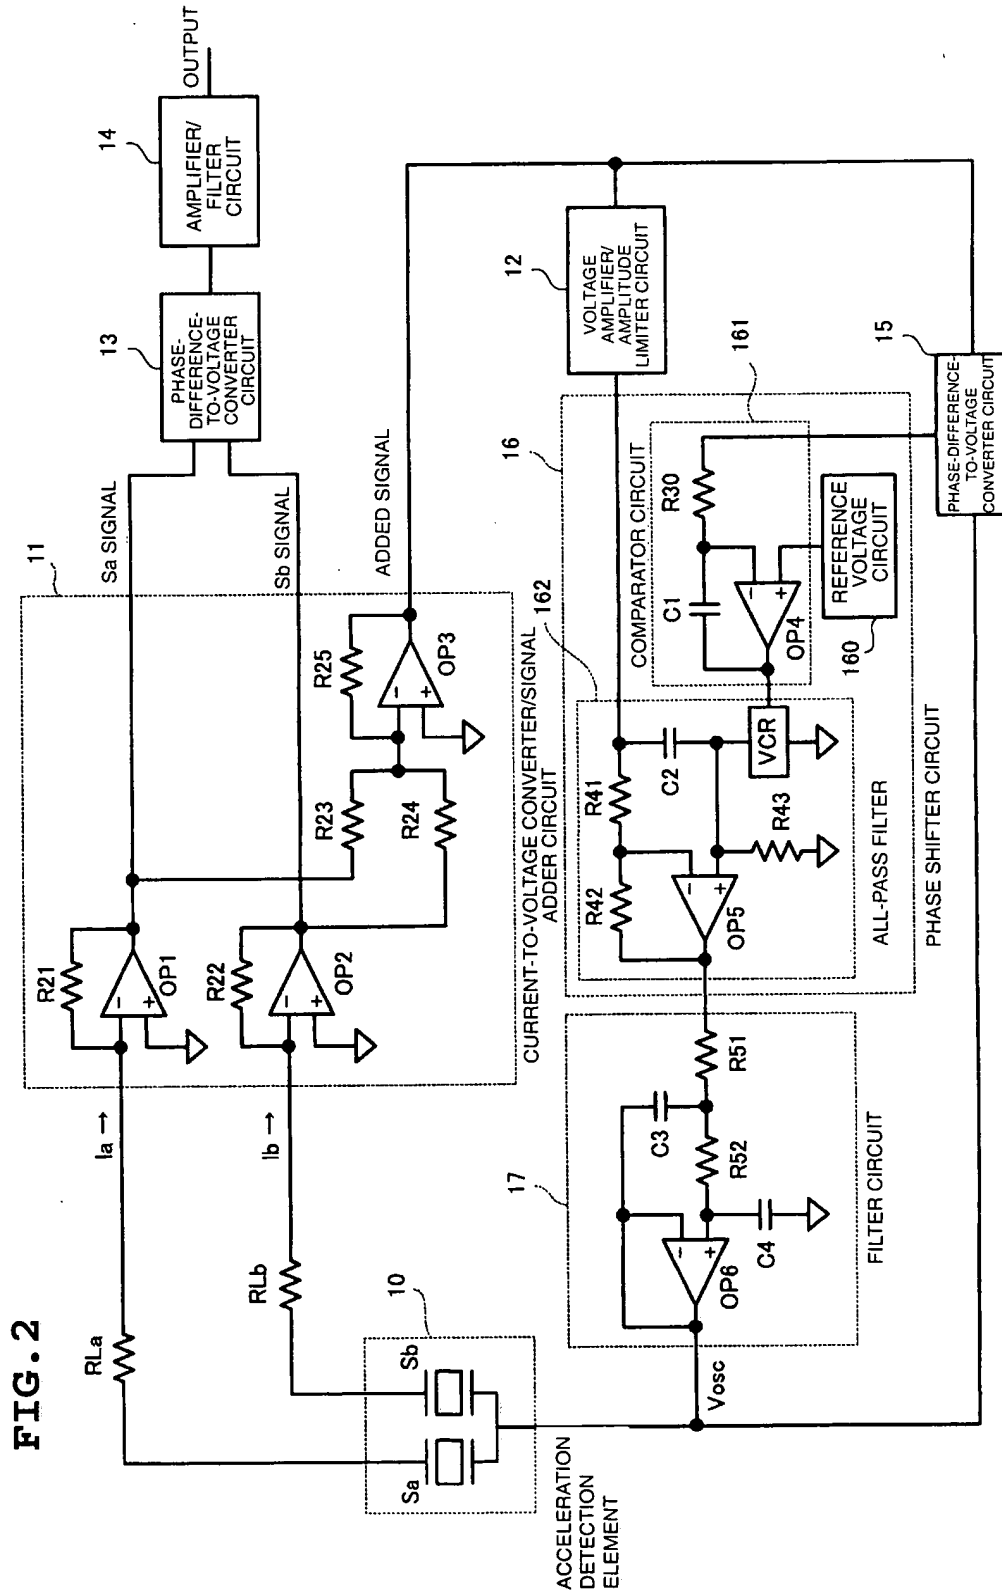 FIG.2
RLa
Ia →
R21
OP1
Sa SIGNAL
11
13
PHASE-
DIFFERENCE-
TO-VOLTAGE
CONVERTER
CIRCUIT
14
AMPLIFIER/
FILTER
CIRCUIT
OUTPUT
RLb
Ib →
R22
OP2
Sb SIGNAL
R23
R24
R25
OP3
ADDED SIGNAL
CURRENT-TO-VOLTAGE CONVERTER/SIGNAL
ADDER CIRCUIT
10
Sa
Sb
ACCELERATION
DETECTION
ELEMENT
Vosc
17
OP6
C3
R52
R51
C4
FILTER CIRCUIT
16
162
R42
R41
OP5
C2
R43
VCR
ALL-PASS FILTER
PHASE SHIFTER CIRCUIT
COMPARATOR CIRCUIT
161
C1
R30
OP4
160
REFERENCE
VOLTAGE
CIRCUIT
12
VOLTAGE
AMPLIFIER/
AMPLITUDE
LIMITER CIRCUIT
15
PHASE-DIFFERENCE-
TO-VOLTAGE
CONVERTER CIRCUIT
−
+
−
+
−
+
−
+
−
+
−
+